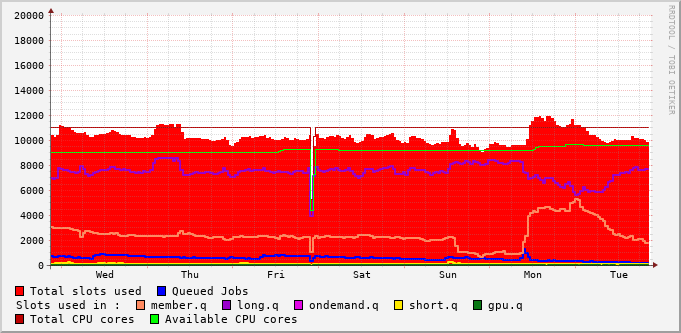 20000
18000
16000
14000
12000
10000
8000
6000
4000
2000
0
Wed Thu Fri Sat Sun Mon Tue
Total slots used Queued Jobs
Slots used in : member.q long.q ondemand.q short.q gpu.q
Total CPU cores Available CPU cores
RRDTOOL / TOBI OETIKER